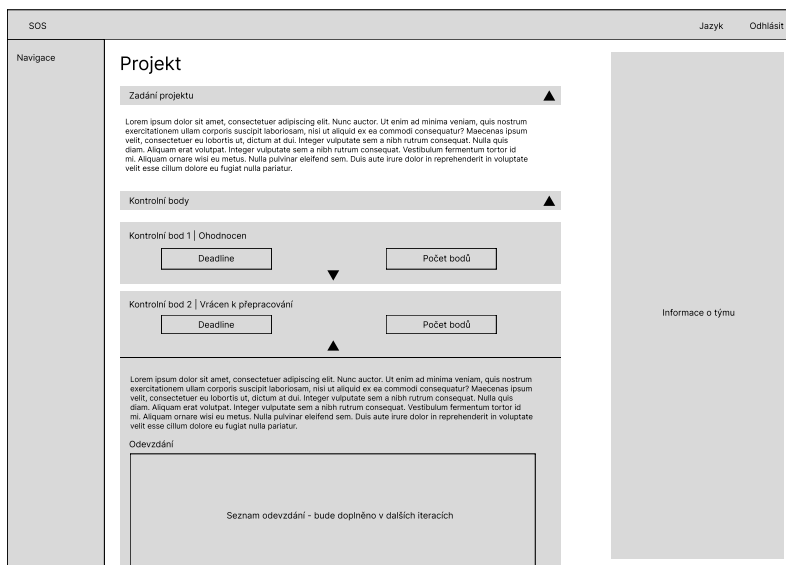 SOS
Jazyk
Odhlásit
Navigace
Projekt
Zadání projektu
Lorem ipsum dolor sit amet, consectetuer adipiscing elit. Nunc auctor. Ut enim ad minima veniam, quis nostrum
exercitationem ullam corporis suscipit laboriosam, nisi ut aliquid ex ea commodi consequatur? Maecenas ipsum
velit, consectetuer eu lobortis ut, dictum at dui. Integer vulputate sem a nibh rutrum consequat. Nulla quis
diam. Aliquam erat volutpat. Integer vulputate sem a nibh rutrum consequat. Vestibulum fermentum tortor id
mi. Aliquam ornare wisi eu metus. Nulla pulvinar eleifend sem. Duis aute irure dolor in reprehenderit in voluptate
velit esse cillum dolore eu fugiat nulla pariatur.
Kontrolní body
Kontrolní bod 1 | Ohodnocen
Deadline
Počet bodů
Kontrolní bod 2 | Vrácen k přepracování
Deadline
Počet bodů
Lorem ipsum dolor sit amet, consectetuer adipiscing elit. Nunc auctor. Ut enim ad minima veniam, quis nostrum
exercitationem ullam corporis suscipit laboriosam, nisi ut aliquid ex ea commodi consequatur? Maecenas ipsum
velit, consectetuer eu lobortis ut, dictum at dui. Integer vulputate sem a nibh rutrum consequat. Nulla quis
diam. Aliquam erat volutpat. Integer vulputate sem a nibh rutrum consequat. Vestibulum fermentum tortor id
mi. Aliquam ornare wisi eu metus. Nulla pulvinar eleifend sem. Duis aute irure dolor in reprehenderit in voluptate
velit esse cillum dolore eu fugiat nulla pariatur.
Odevzdání
Seznam odevzdání - bude doplněno v dalších iteracích
Informace o týmu